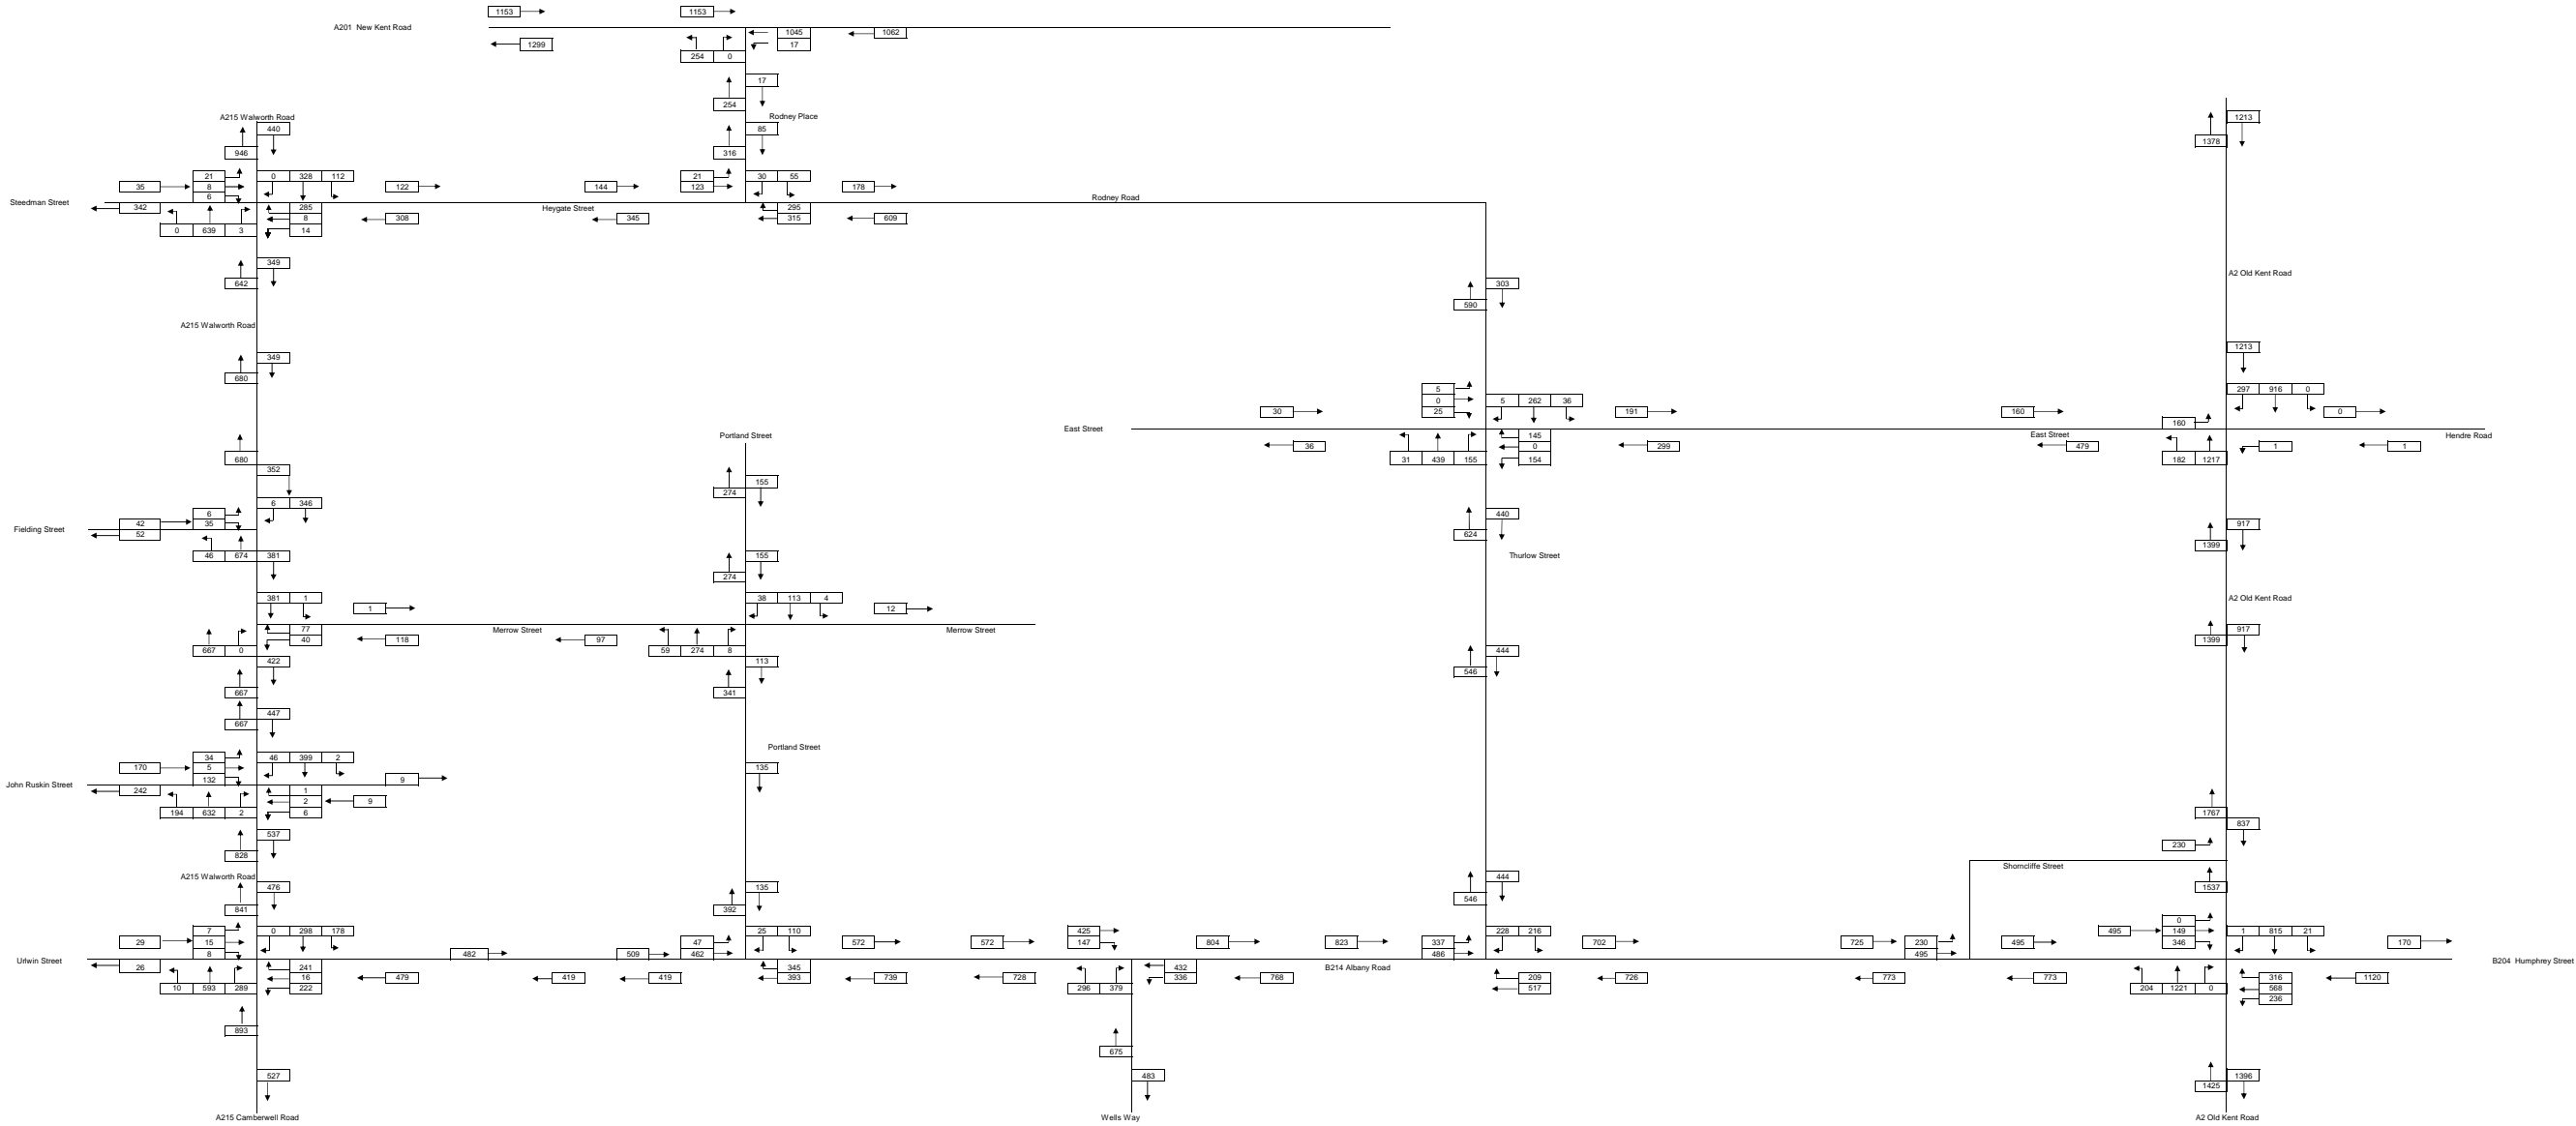 1153 1153
A201 New Kent Road
1045 1062
1299 17
254 0
17
254
A215 Walworth Road Rodney Place 1213
440 85
1378
946 316
21 0 328 112 21 30 55
35 8 122 144 123 178
6
Steedman Street Heygate Street Rodney Road
342 285 295
8 308 345 315 609
0 639 3 14
349 A2 Old Kent Road
642 303
590
A215 Walworth Road
349 1213
680
5 297 916 0
0 5 262 36
30 25 191 160 0
160
Portland Street East Street East Street Hendre Road
145
36 0 299 479 1 1
680 31 439 155 154 182 1217
352
155
274
6 346
6 440 917
42 35
Fielding Street
52 624 1399
46 674 381 155 Thurlow Street
274
381 1 38 113 4 A2 Old Kent Road
1 12
77 Merrow Street Merrow Street 917
40 118 97 1399
667 0 59 274 8 444
422 113
546
667 341
447
667
Portland Street
34 46 399 2
170 5 135
132 9
John Ruskin Street
242 1
2 9
194 632 2 6 1767
837
537 230
828
Shorncliffe Street
A215 Walworth Road 444
476 135 1537
546
841 392
7 0 298 178 25 110 425 228 216 0 1 815 21
29 15 47 572 572 147 804 823 337 702 725 230 495 495 149 170
8 482 509 462 486 495 346
Urlwin Street B214 Albany Road B204 Humphrey Street
26 241 345 432 209 316
16 479 419 419 393 739 728 336 768 517 726 773 773 568 1120
10 593 289 222 296 379 204 1221 0 236
893
675
527 483 1396
1425
A215 Camberwell Road Wells Way A2 Old Kent Road